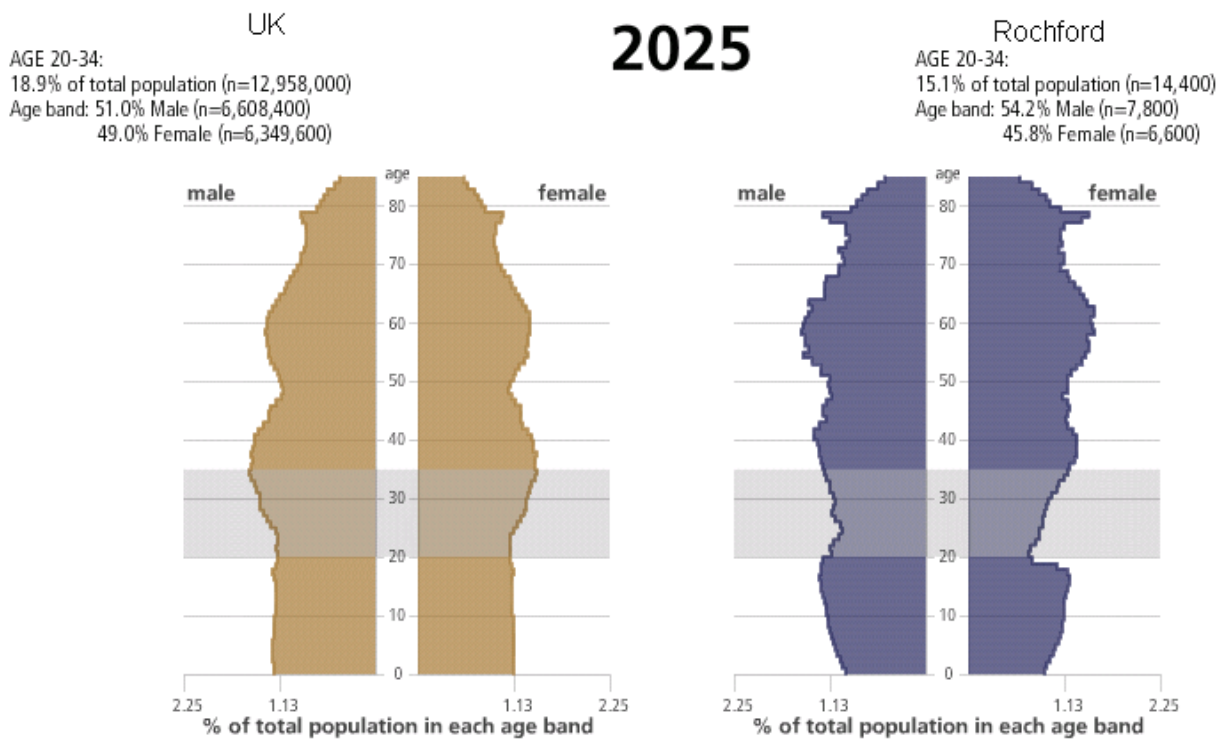 UK
AGE 20-34:
18.9% of total population (n=12,958,000)
Age band: 51.0% Male (n=6,608,400)
49.0% Female (n=6,349,600)
2025
Rochford
AGE 20-34:
15.1% of total population (n=14,400)
Age band: 54.2% Male (n=7,800)
45.8% Female (n=6,600)
male
age
female
80
70
60
50
40
30
20
10
0
2.25
1.13
1.13
2.25
% of total population in each age band
male
age
female
80
70
60
50
40
30
20
10
0
2.25
1.13
1.13
2.25
% of total population in each age band